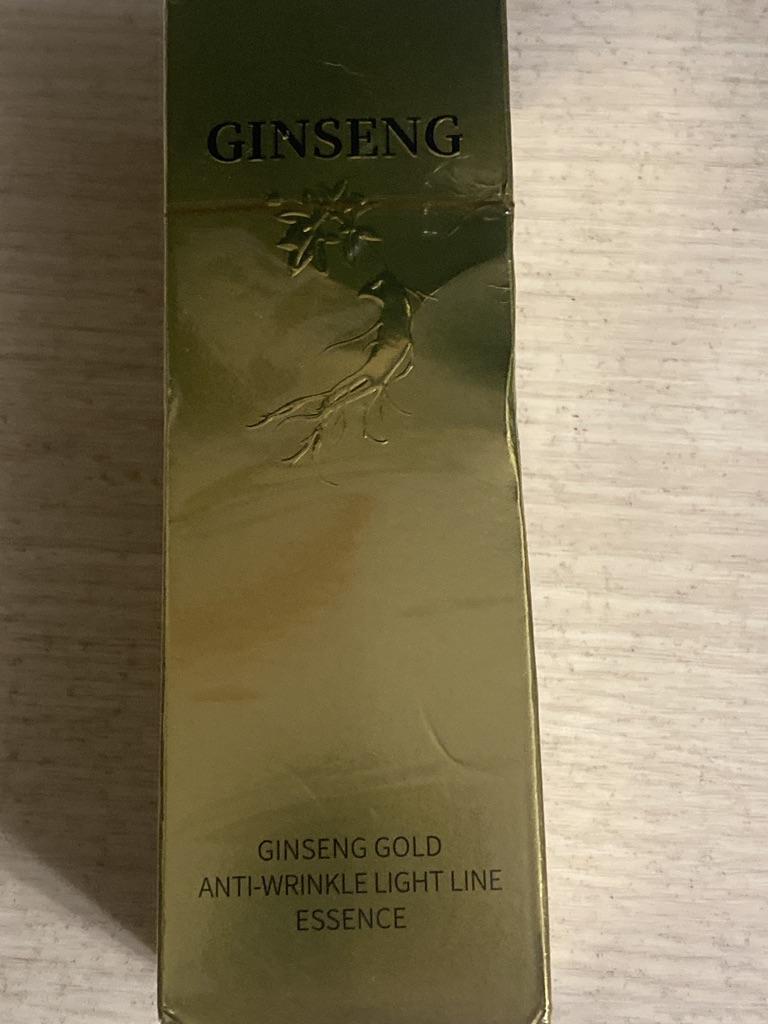 GINSENG
GINSENG GOLD
ANTI-WRINKLE LIGHT LINE
ESSENCE